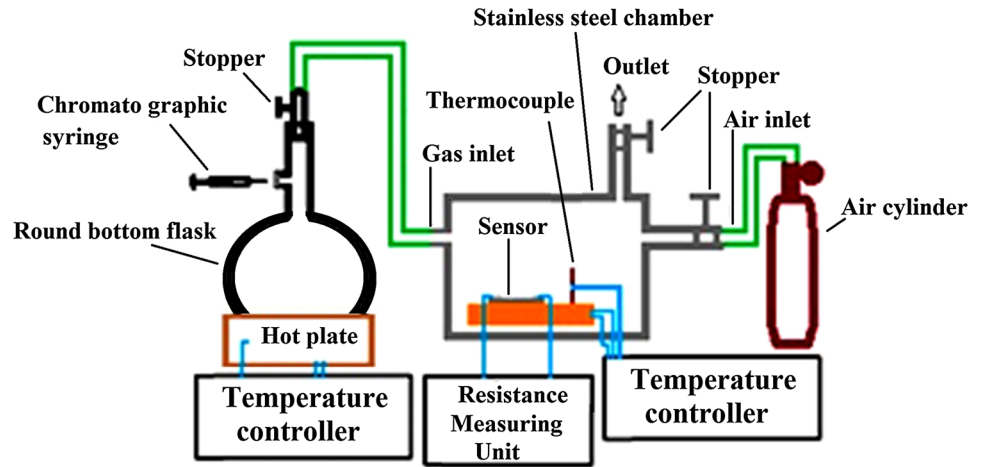 Stainless steel chamber
Stopper
Outlet
Stopper
Chromato graphic
syringe
Thermocouple
Air inlet
Gas inlet
Air cylinder
Round bottom flask
Sensor
Hot plate
Temperature
controller
Resistance
Measuring
Unit
Temperature
controller